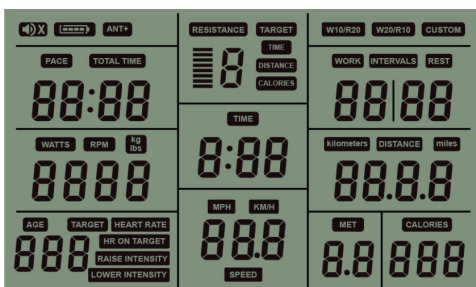 X ANT+
PACE TOTAL TIME
88:88
WATTS RPM kg lbs
8888
AGE TARGET HEART RATE
888
HR ON TARGET
RAISE INTENSITY
LOWER INTENSITY
RESISTANCE TARGET
18
TIME
DISTANCE
CALORIES
TIME
8:88
MPH KM/H
88.8
SPEED
W10/R20 W20/R10 CUSTOM
WORK INTERVALS REST
88 88
kilometers DISTANCE miles
88.8.8
MET
8.8
CALORIES
888